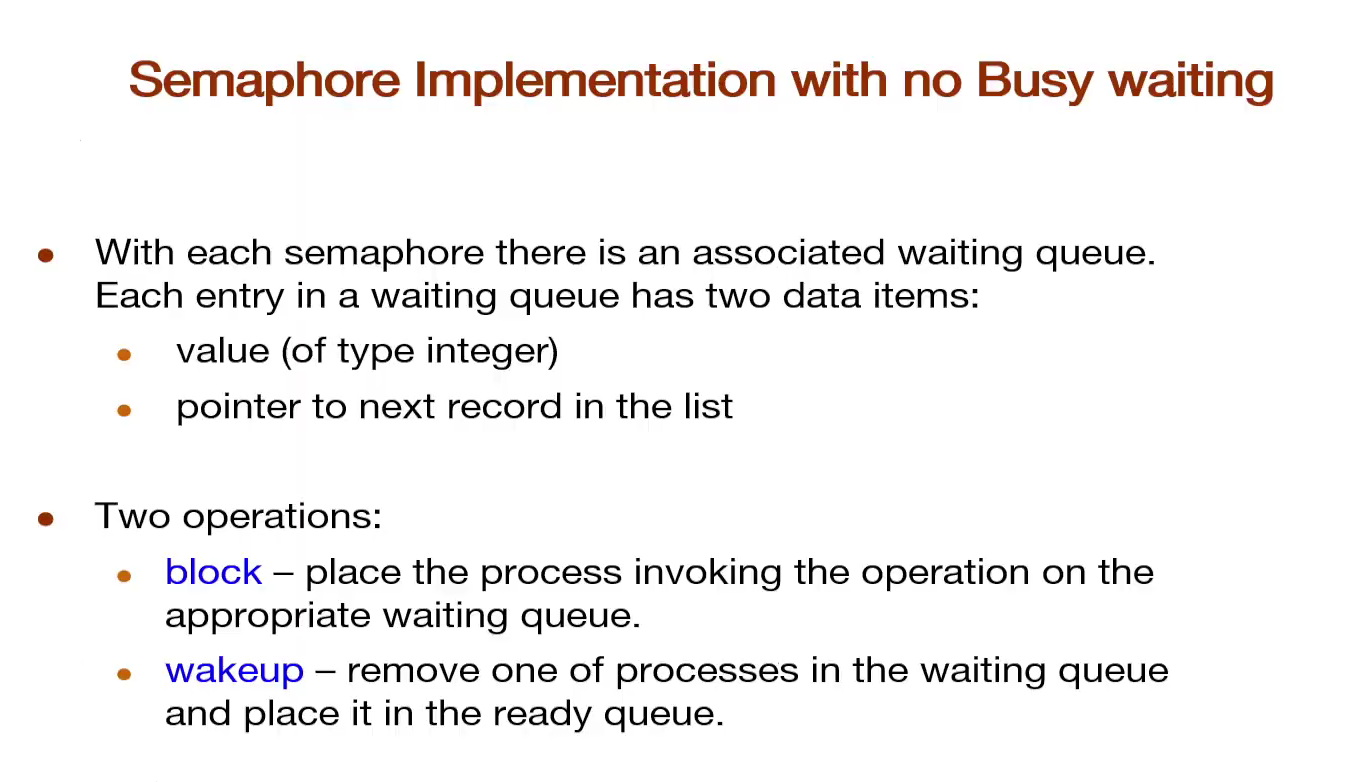 Semaphore Implementation with no Busy waiting
• With each semaphore there is an associated waiting queue.
Each entry in a waiting queue has two data items:
• value (of type integer)
• pointer to next record in the list
• Two operations:
• block – place the process invoking the operation on the
appropriate waiting queue.
• wakeup – remove one of processes in the waiting queue
and place it in the ready queue.